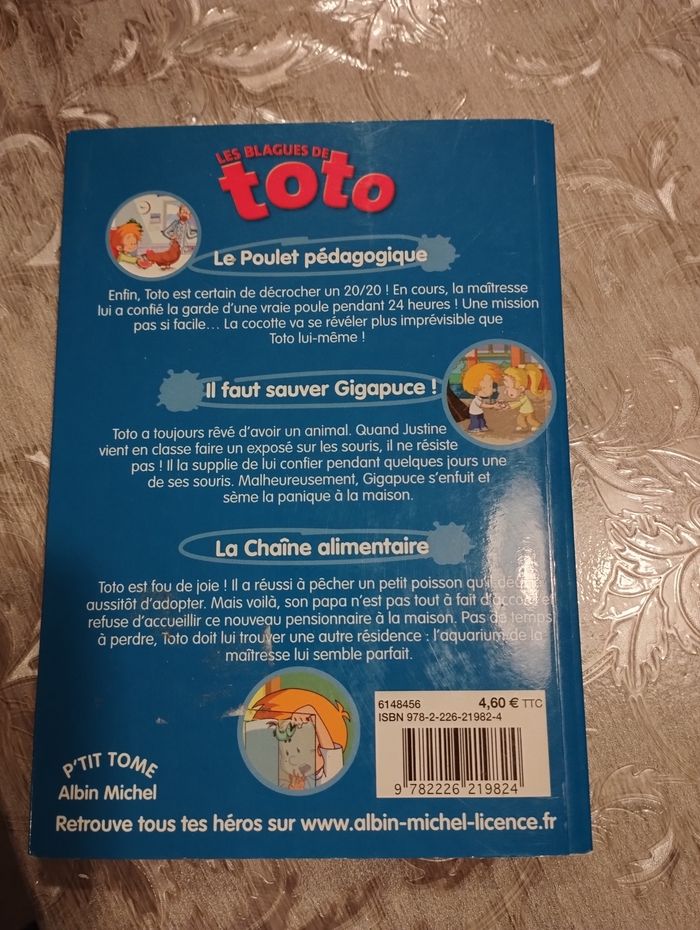 LES BLAGUES DE
toto
Le Poulet pédagogique
Enfin, Toto est certain de décrocher un 20/20 ! En cours, la maîtresse
lui a confié la garde d'une vraie poule pendant 24 heures ! Une mission
pas si facile... La cocotte va se révéler plus imprévisible que
Toto lui-même !
Il faut sauver Gigapuce !
Toto a toujours rêvé d'avoir un animal. Quand Justine
vient en classe faire un exposé sur les souris, il ne résiste
pas ! Il la supplie de lui confier pendant quelques jours une
de ses souris. Malheureusement, Gigapuce s'enfuit et
sème la panique à la maison.
La Chaîne alimentaire
Toto est fou de joie ! Il a réussi à pêcher un petit poisson qu'il décide
aussitôt d'adopter. Mais voilà, son papa n'est pas tout à fait d'accord et
refuse d'accueillir ce nouveau pensionnaire à la maison. Pas de temps
à perdre, Toto doit lui trouver une autre résidence : l'aquarium de la
maîtresse lui semble parfait.
6148456 4,60 € TTC
ISBN 978-2-226-21982-4
9 782226 219824
P'TIT TOME
Albin Michel
Retrouve tous tes héros sur www.albin-michel-licence.fr